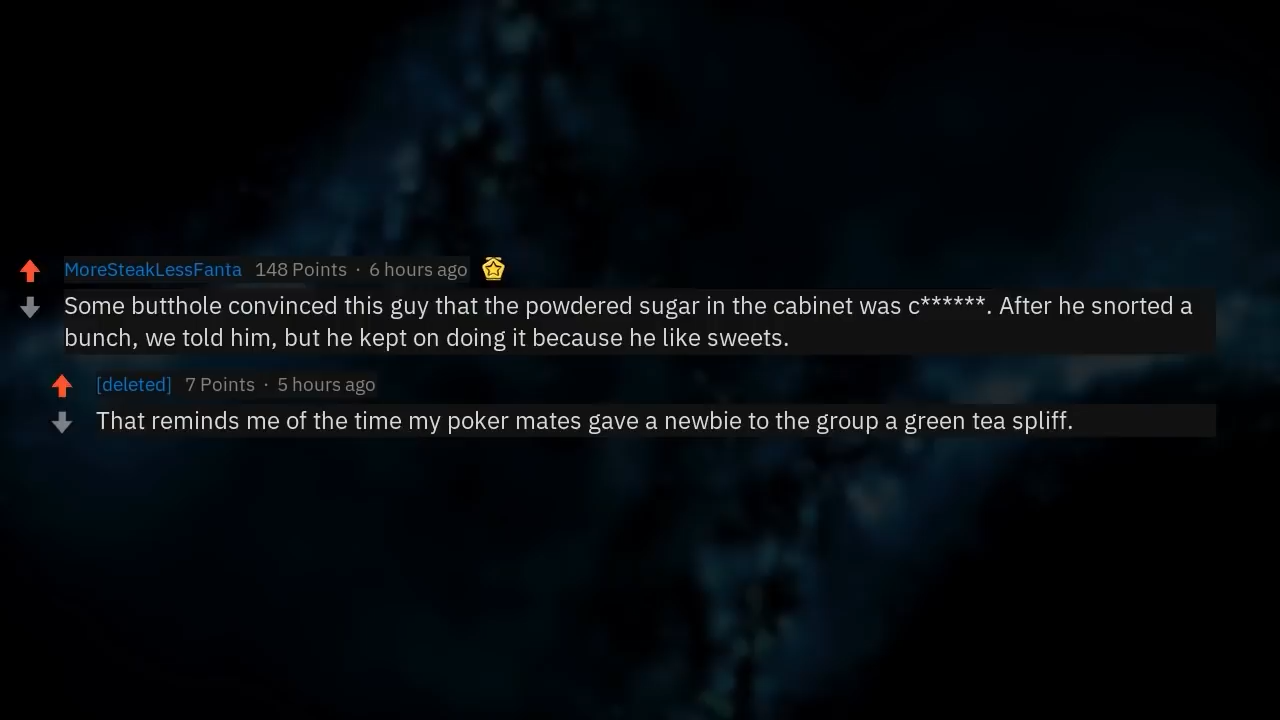 MoreSteakLessFanta 148 Points · 6 hours ago
Some butthole convinced this guy that the powdered sugar in the cabinet was c******. After he snorted a
bunch, we told him, but he kept on doing it because he like sweets.
[deleted] 7 Points · 5 hours ago
That reminds me of the time my poker mates gave a newbie to the group a green tea spliff.